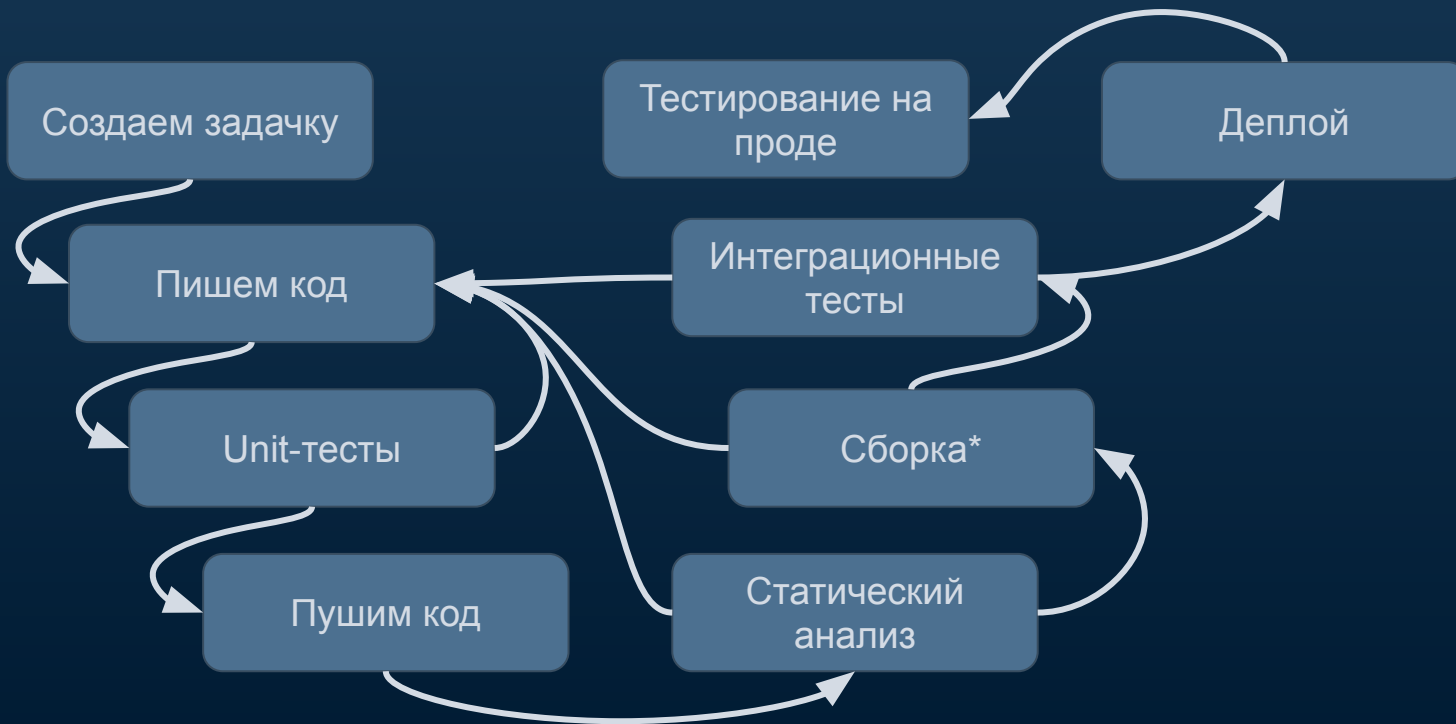 Создаем задачку
Тестирование на
проде
Деплой
Пишем код
Интеграционные
тесты
Unit-тесты
Сборка*
Пушим код
Статический
анализ